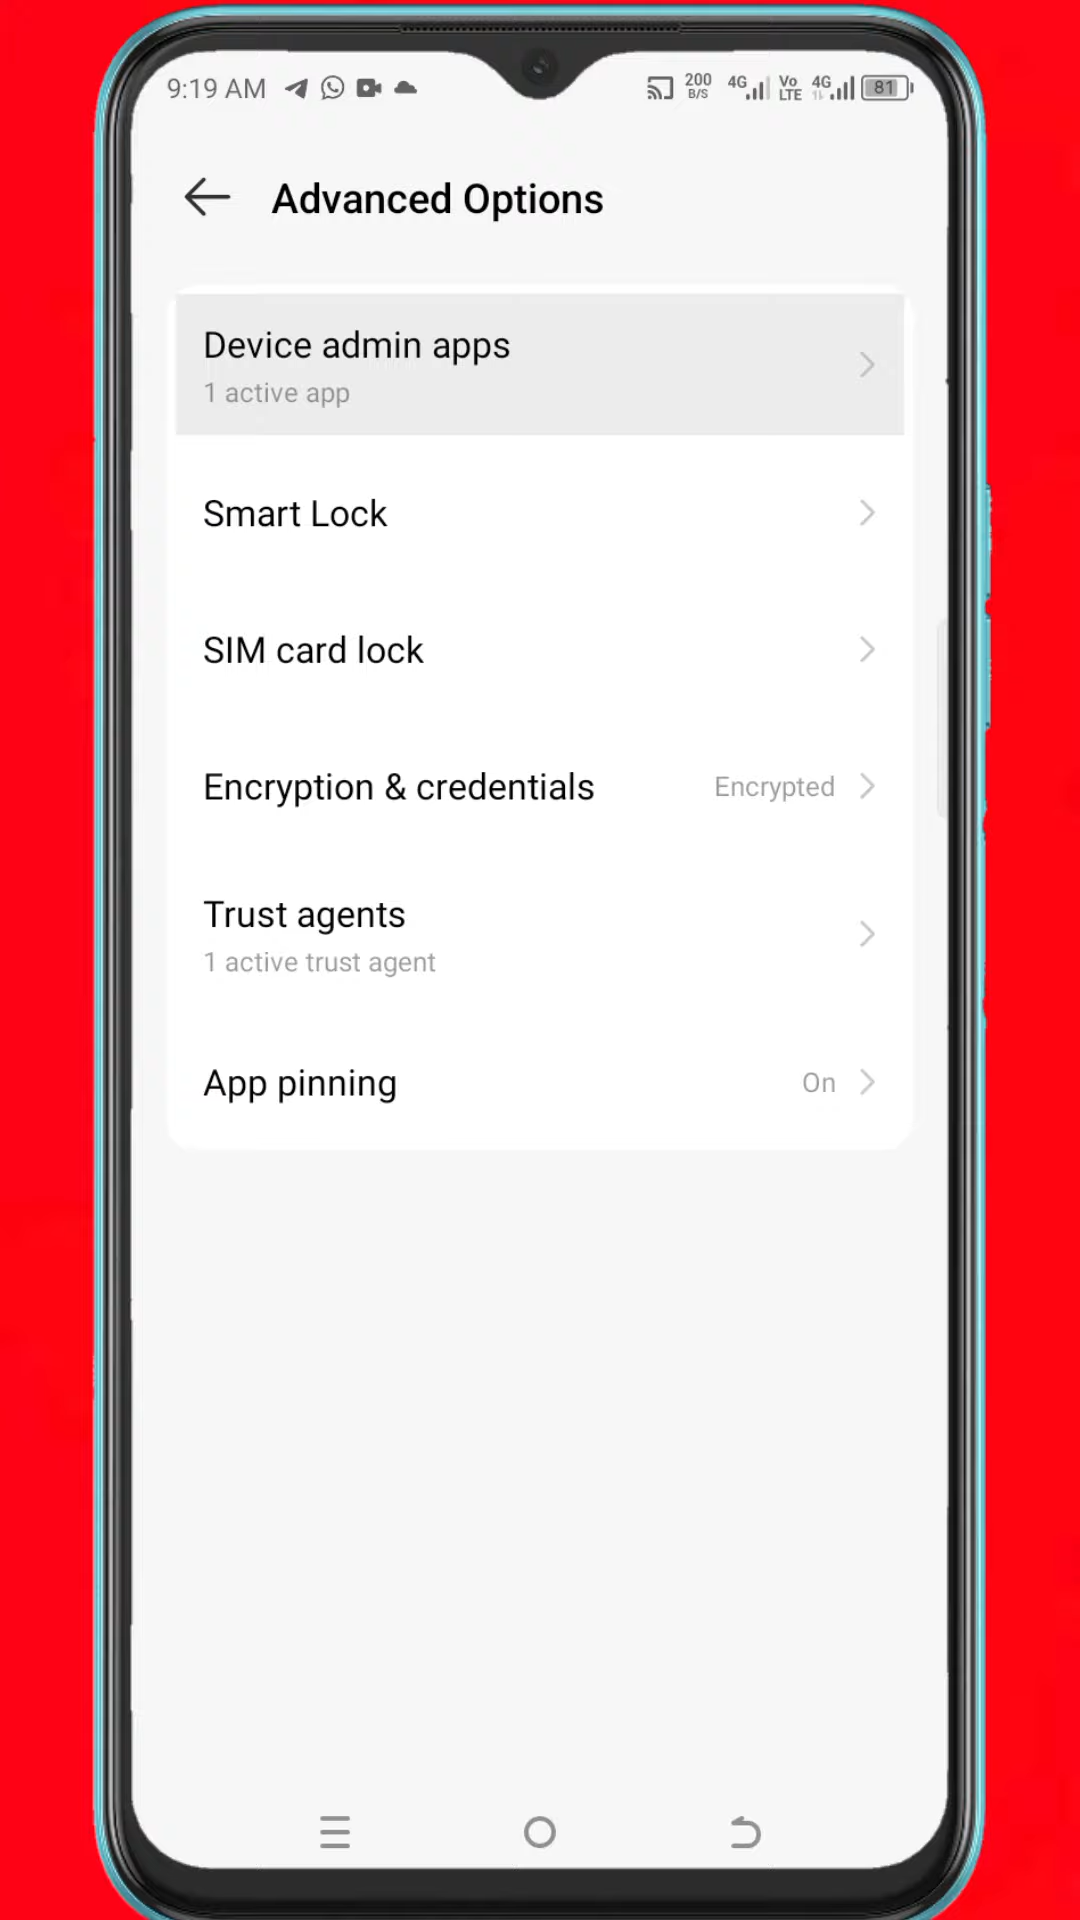 9:19 AM 200 B/S 4G Vo LTE 4G 81
Advanced Options
Device admin apps
1 active app
Smart Lock
SIM card lock
Encryption & credentials Encrypted
Trust agents
1 active trust agent
App pinning On